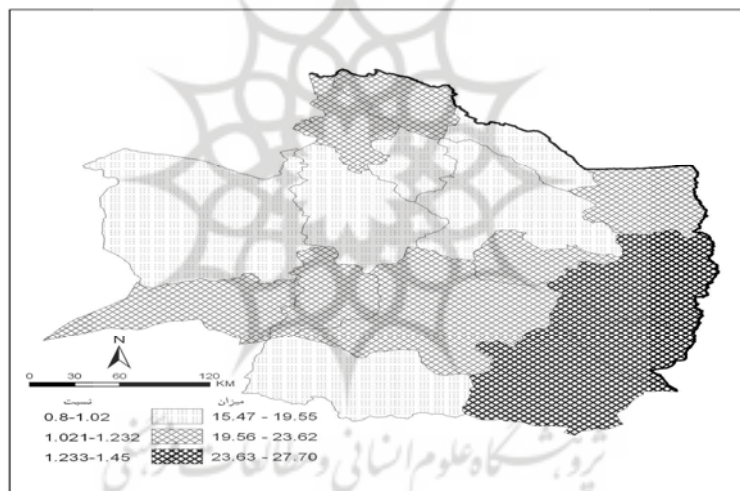 N
0 30 60 120
KM
نسبت میزان
0.8-1.02 15.47 - 19.55
1.021-1.232 19.56 - 23.62
1.233-1.45 23.63 - 27.70
پژوهشگاه علوم انسانی و مطالعات فرهنگی